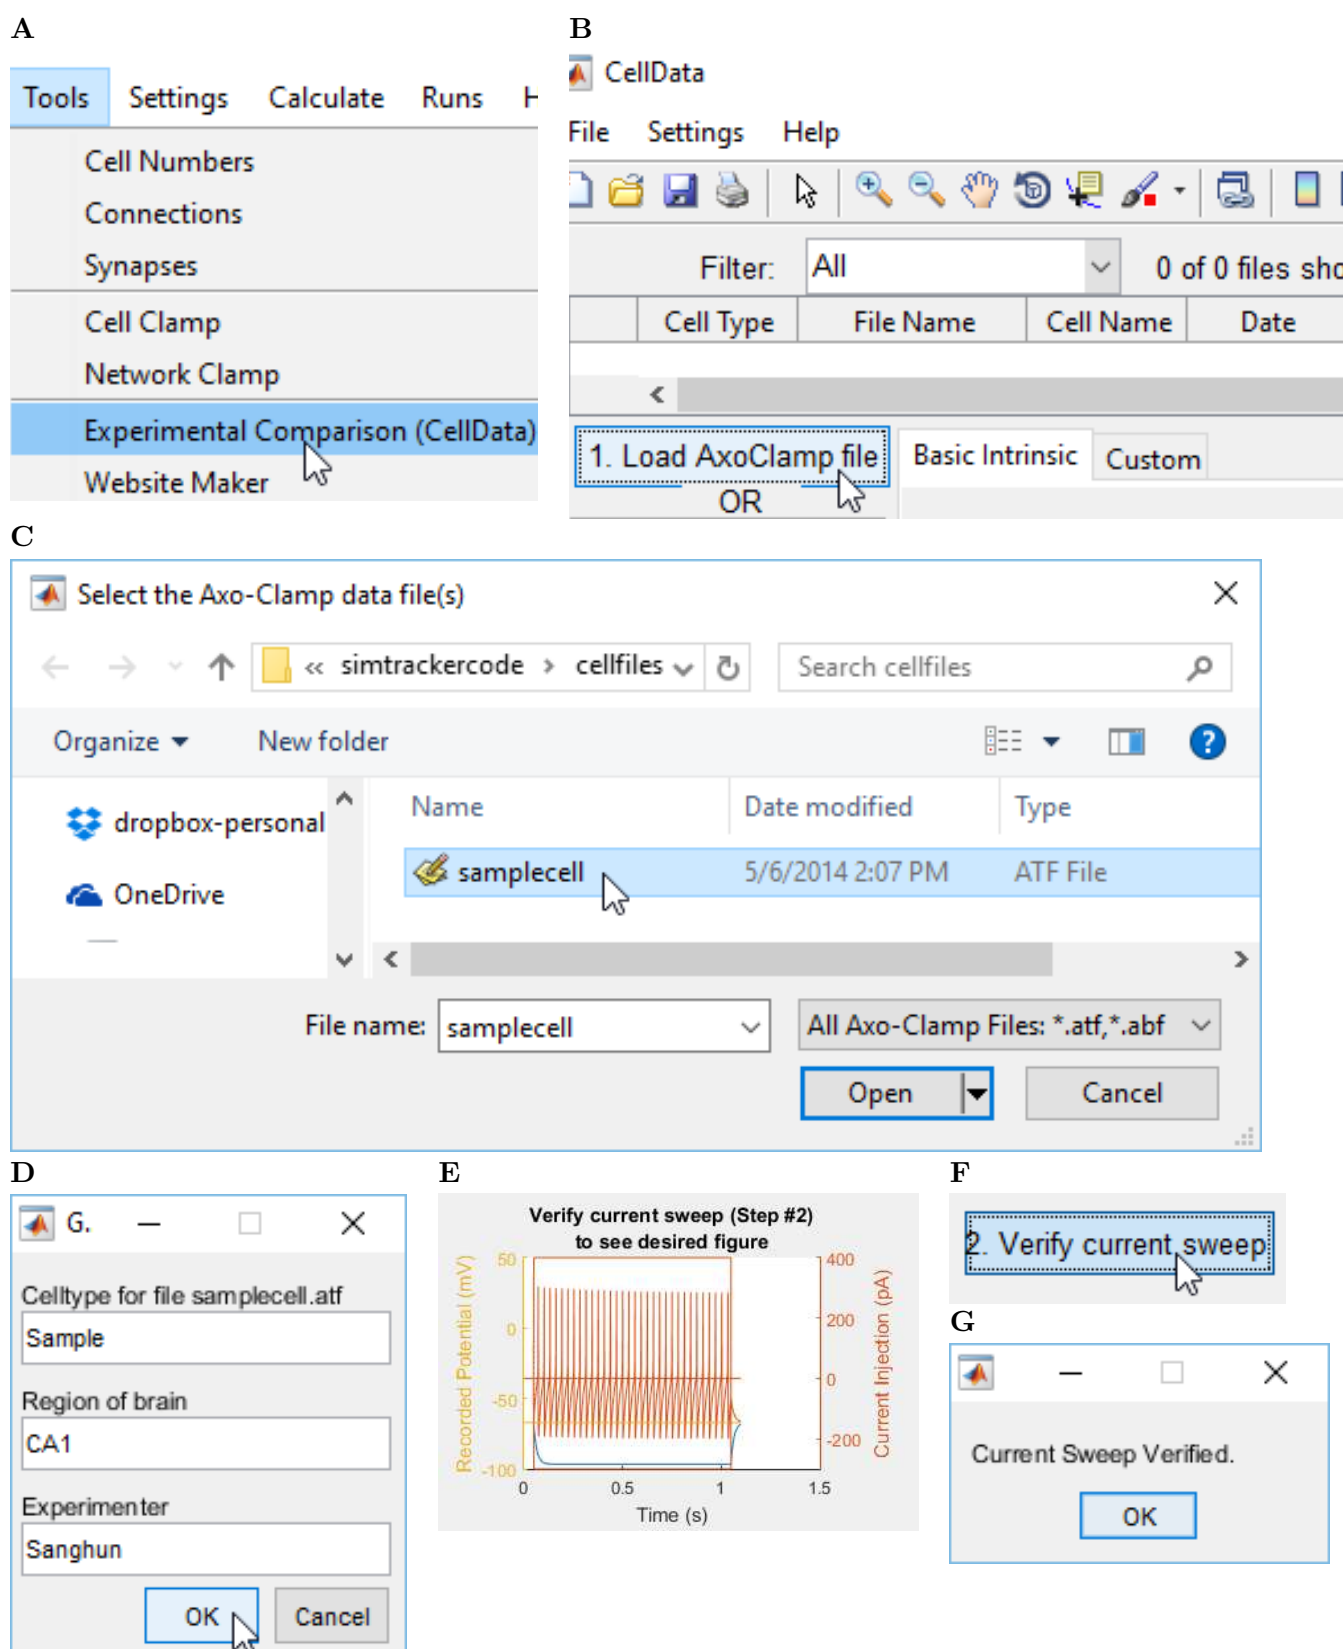 A
Tools Settings Calculate Runs H
Cell Numbers
Connections
Synapses
Cell Clamp
Network Clamp
Experimental Comparison (CellData)
Website Maker
B
CellData
File Settings Help
Filter: All 0 of 0 files sho
Cell Type File Name Cell Name Date
1. Load AxoClamp file Basic Intrinsic Custom
OR
C
Select the Axo-Clamp data file(s)
« simtrackercode > cellfiles Search cellfiles
Organize New folder
Name Date modified Type
dropbox-personal
samplecell 5/6/2014 2:07 PM ATF File
OneDrive
File name: samplecell All Axo-Clamp Files: *.atf,*.abf
Open Cancel
D
G.
Celltype for file samplecell.atf
Sample
Region of brain
CA1
Experimenter
Sanghun
OK Cancel
E
Verify current sweep (Step #2)
to see desired figure
Recorded Potential (mV)
50
0
-50
-100
400
200
0
-200
Current Injection (pA)
0 0.5 1 1.5
Time (s)
F
2. Verify current sweep
G
Current Sweep Verified.
OK